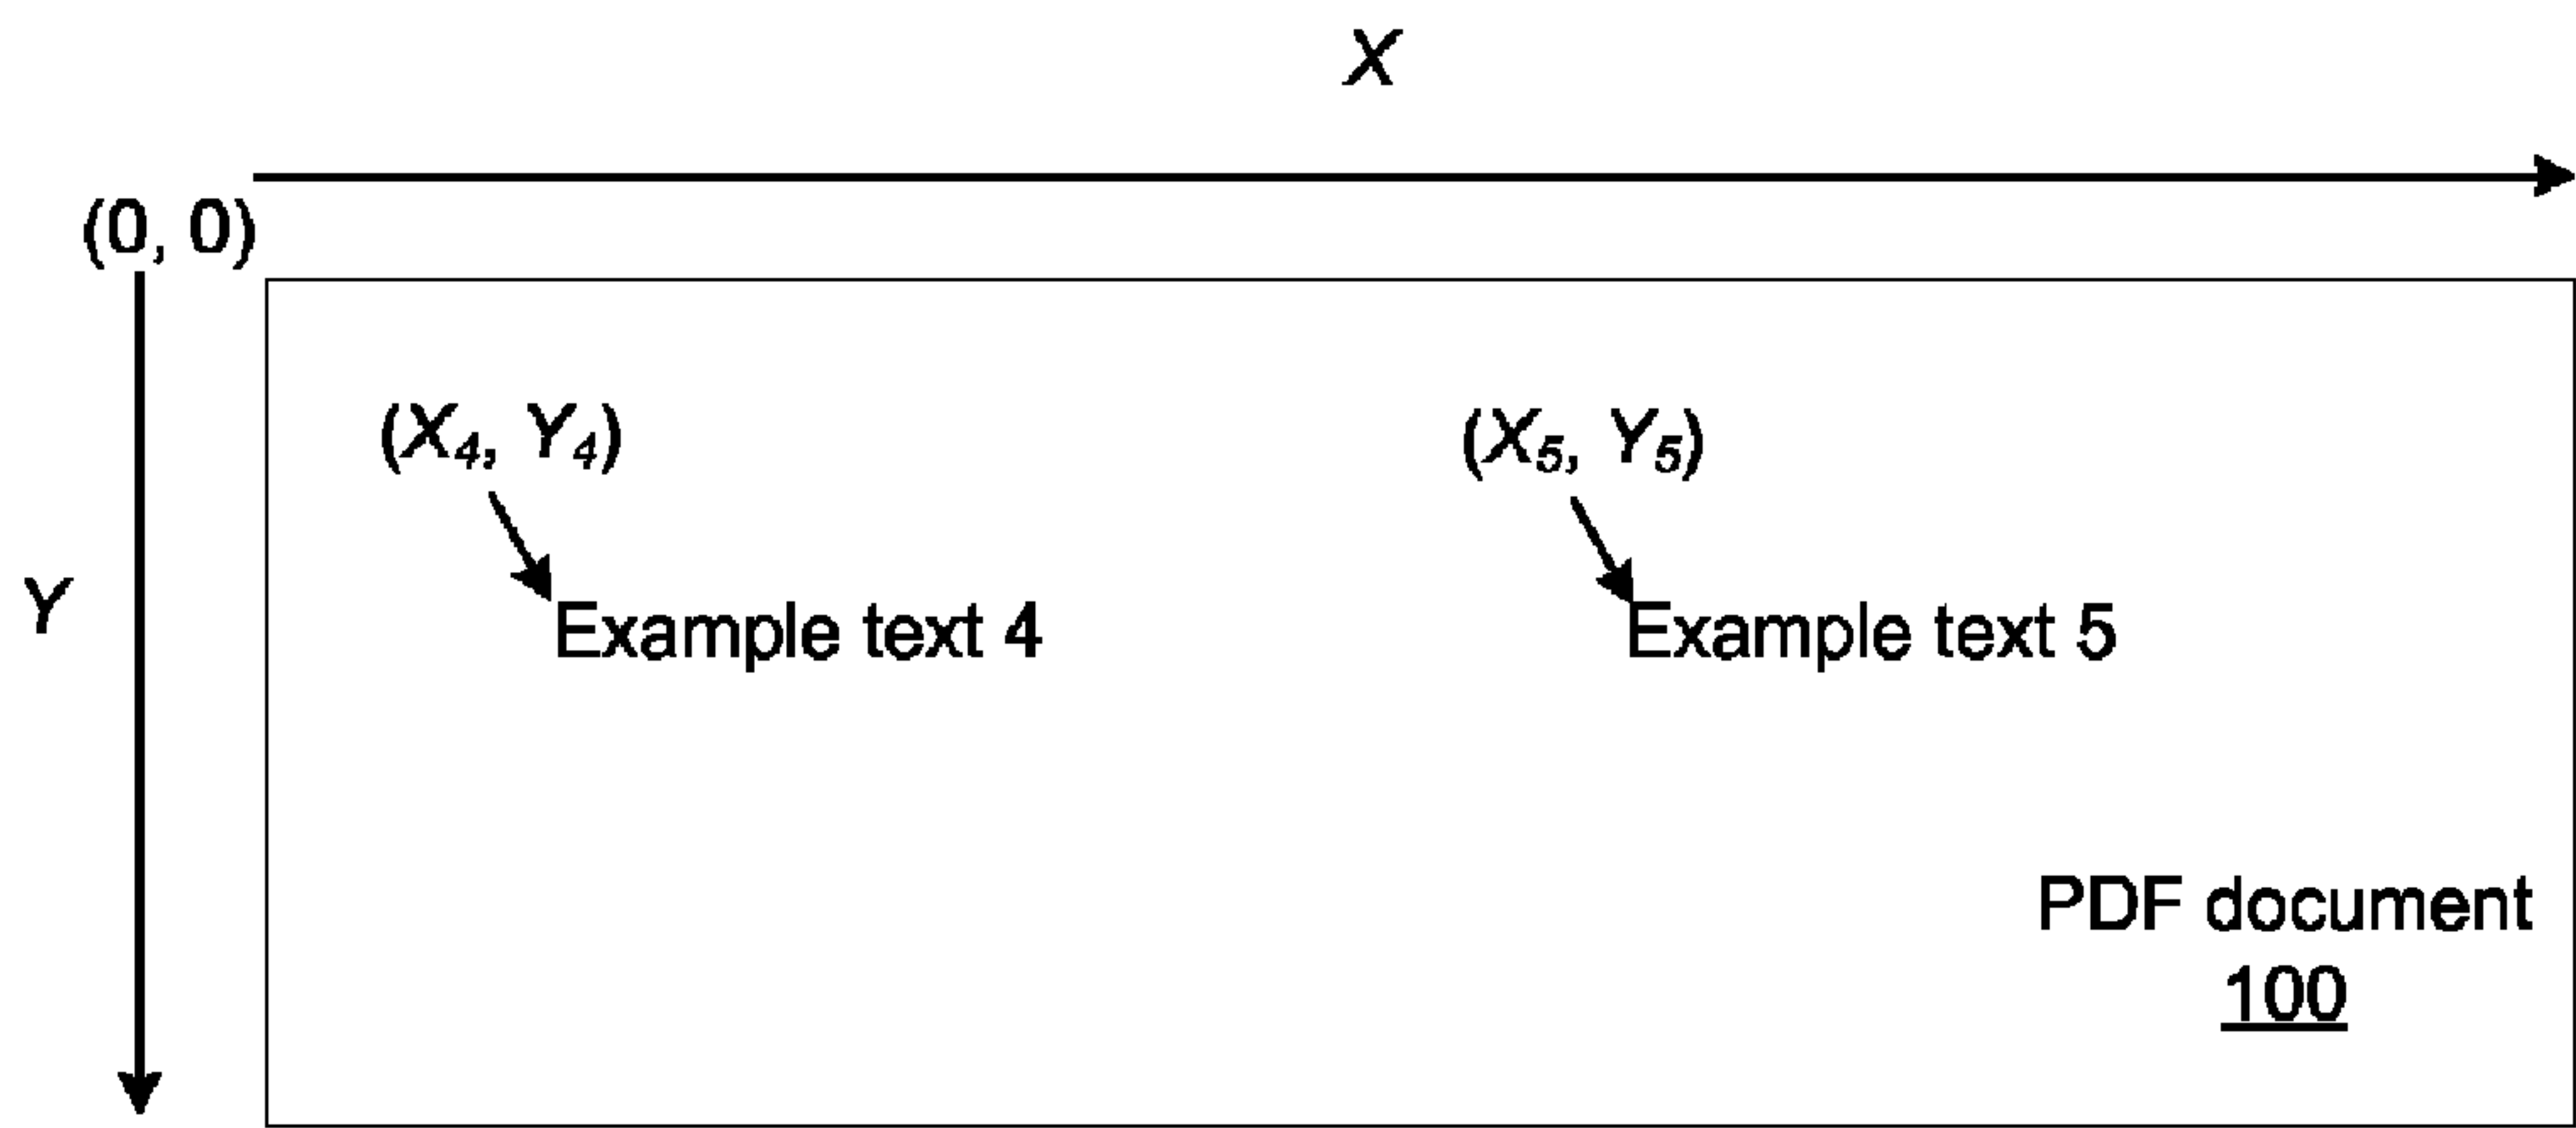 X
(0, 0)
(X4, Y4) (X5, Y5)
Y
Example text 4 Example text 5
PDF document
100